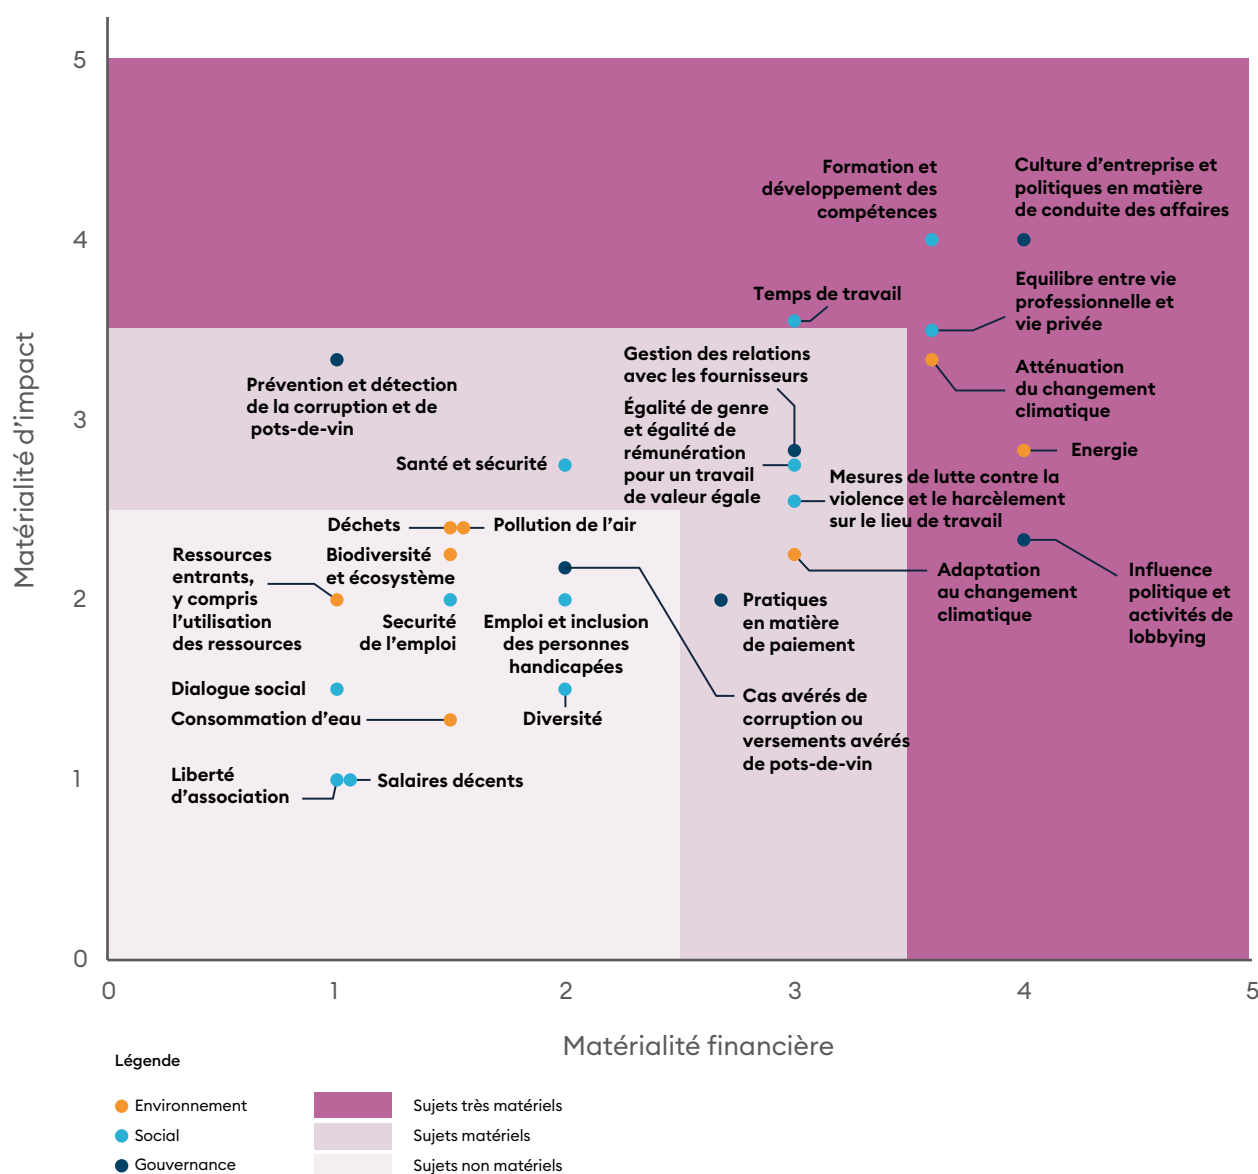 5
4
3
2
1
0
Matérialité d’impact
Formation et
développement des
compétences
Culture d’entreprise et
politiques en matière
de conduite des affaires
Temps de travail
Equilibre entre vie
professionnelle et
vie privée
Gestion des relations
avec les fournisseurs
Prévention et détection
de la corruption et de
pots-de-vin
Atténuation
du changement
climatique
Égalité de genre
et égalité de
rémunération
pour un travail
de valeur égale
Energie
Santé et sécurité
Mesures de lutte contre la
violence et le harcèlement
sur le lieu de travail
Déchets
Pollution de l’air
Ressources
entrants,
y compris
l’utilisation
des ressources
Biodiversité
et écosystème
Adaptation
au changement
climatique
Influence
politique et
activités de
lobbying
Securité
de l’emploi
Emploi et inclusion
des personnes
handicapées
Pratiques
en matière
de paiement
Dialogue social
Consommation d’eau
Diversité
Cas avérés de
corruption ou
versements avérés
de pots-de-vin
Liberté
d’association
Salaires décents
0 1 2 3 4 5
Matérialité financière
Légende
Environnement
Social
Gouvernance
Sujets très matériels
Sujets matériels
Sujets non matériels